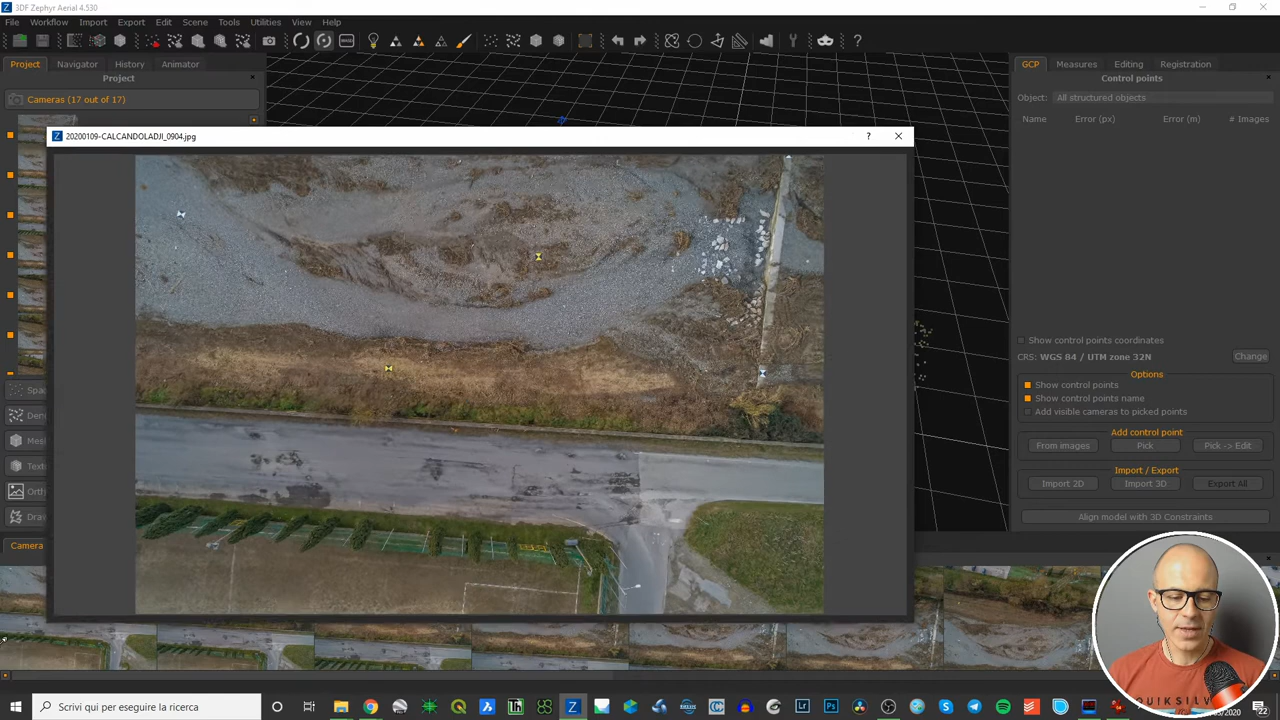 3DF Zephyr Aerial 4.530
File Workflow Import Export Edit Scene Tools Utilities View Help
Project Navigator History Animator
Project
Cameras (17 out of 17)
20200109-CALCANDOLADJI_0904.jpg
GCP Measures Editing Registration
Control points
Object: All structured objects
Name Error (px) Error (m) # Images
Show control points coordinates
CRS: WGS 84 / UTM zone 32N Change
Options
Show control points
Show control points name
Add visible cameras to picked points
Add control point
From images Pick Pick -> Edit
Import / Export
Import 2D Import 3D Export All
Align model with 3D Constraints
Camera
QUIKSILV
Scrivi qui per eseguire la ricerca